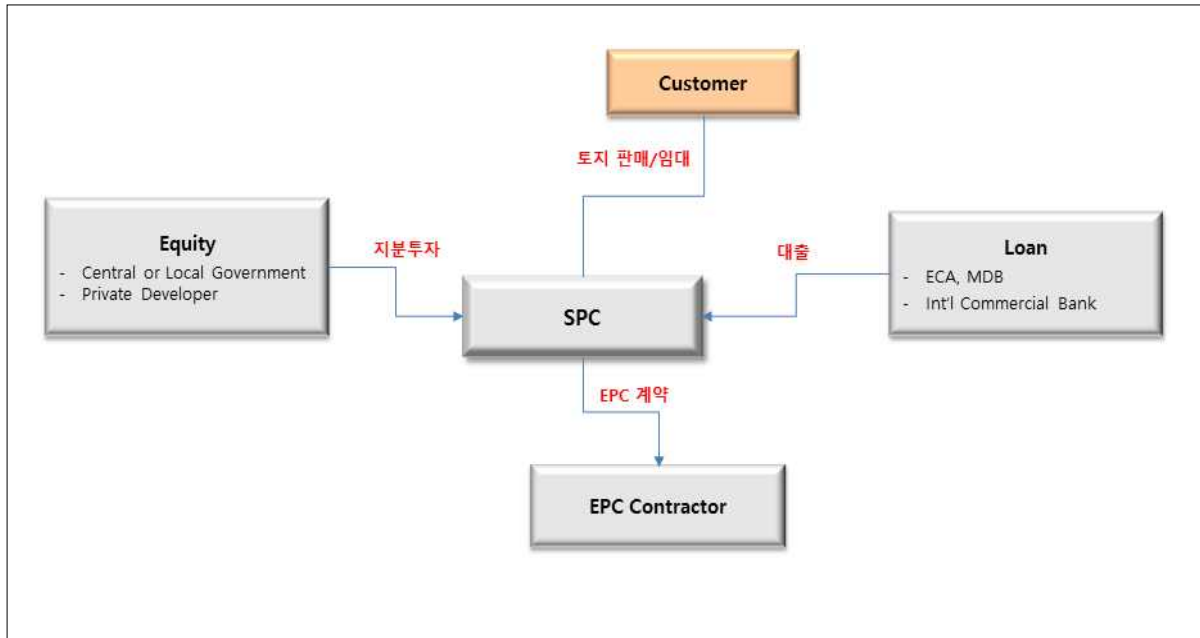 Customer
토지 판매/임대
Equity
- Central or Local Government
- Private Developer
지분투자
대출
Loan
- ECA, MDB
- Int'l Commercial Bank
SPC
EPC 계약
EPC Contractor